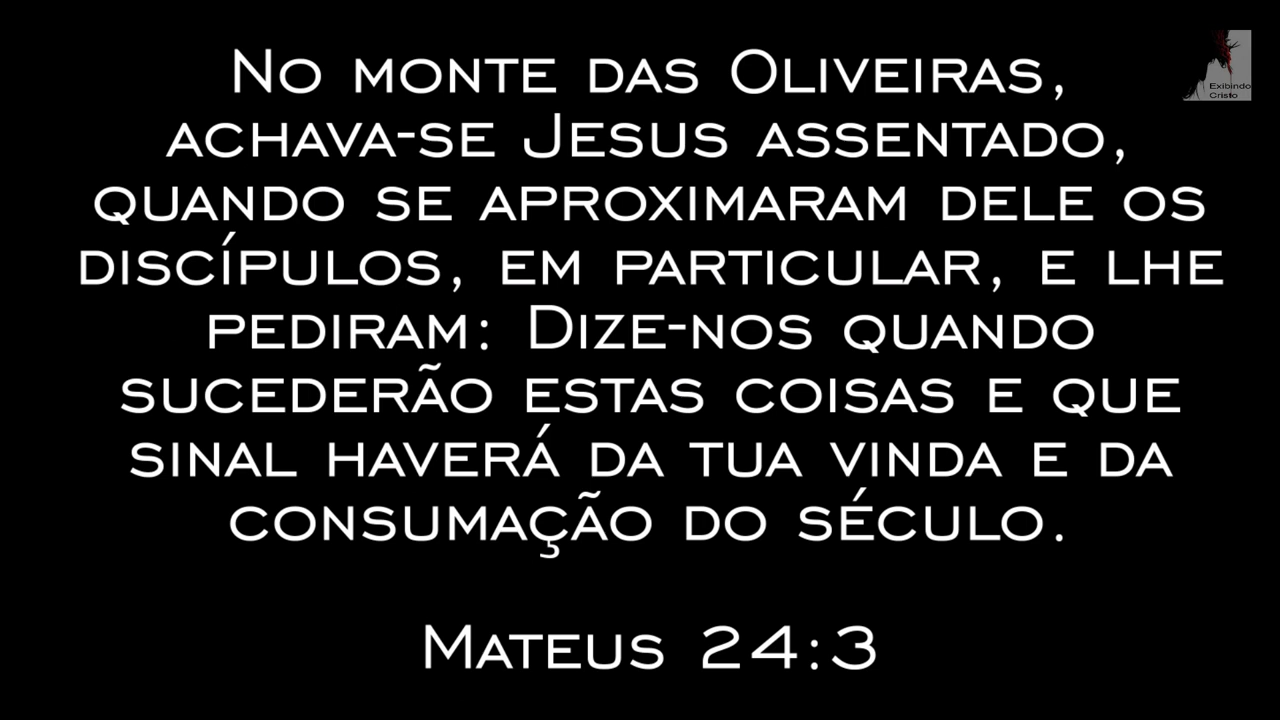 No monte das Oliveiras,
achava-se Jesus assentado,
quando se aproximaram dele os
discípulos, em particular, e lhe
pediram: Dize-nos quando
sucederão estas coisas e que
sinal haverá da tua vinda e da
consumação do século.
Mateus 24:3
Exibindo
Cristo